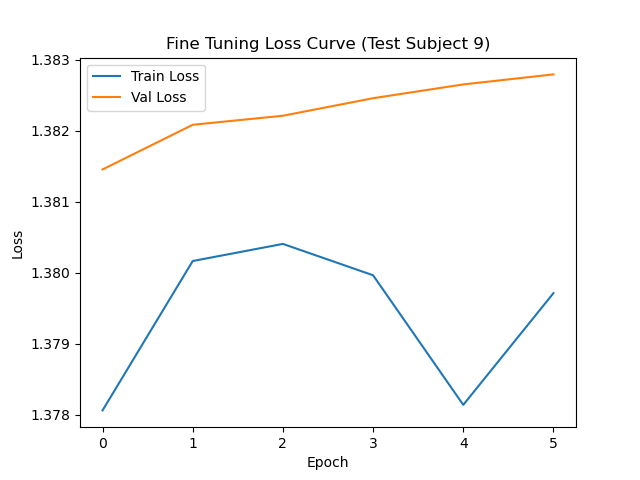 Fine Tuning Loss Curve (Test Subject 9)
Train Loss
Val Loss
1.383
1.382
1.381
1.380
1.379
1.378
Loss
0 1 2 3 4 5
Epoch